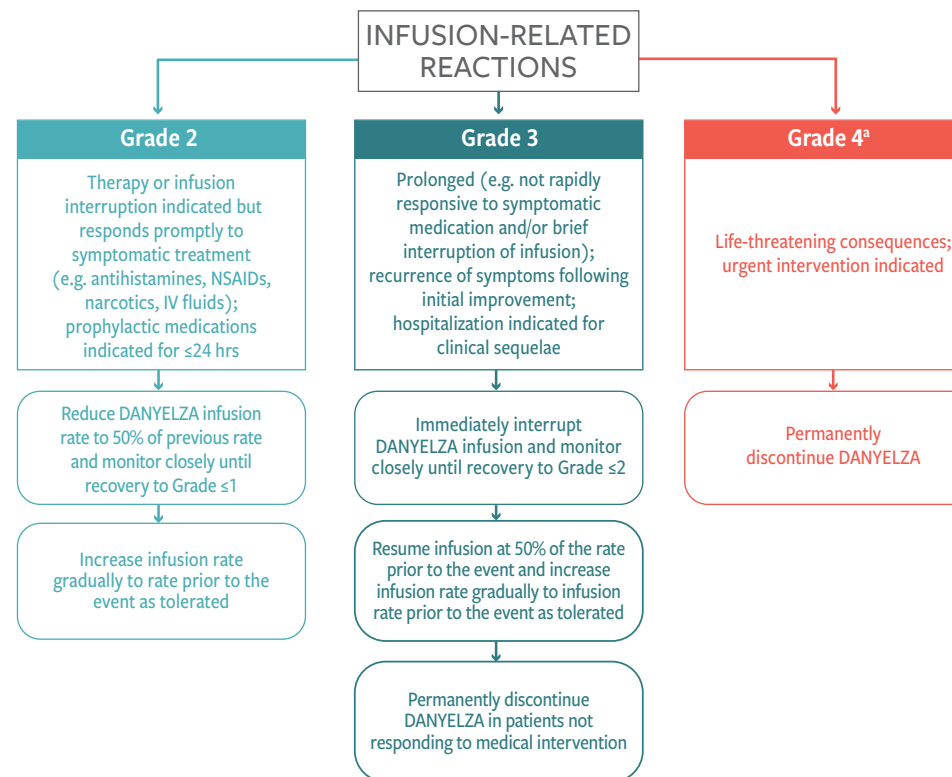 INFUSION-RELATED
REACTIONS
Grade 2
Therapy or infusion
interruption indicated but
responds promptly to
symptomatic treatment
(e.g. antihistamines, NSAIDs,
narcotics, IV fluids);
prophylactic medications
indicated for ≤24 hrs
Reduce DANYELZA infusion
rate to 50% of previous rate
and monitor closely until
recovery to Grade ≤1
Increase infusion rate
gradually to rate prior to the
event as tolerated
Grade 3
Prolonged (e.g. not rapidly
responsive to symptomatic
medication and/or brief
interruption of infusion);
recurrence of symptoms following
initial improvement;
hospitalization indicated for
clinical sequelae
Immediately interrupt
DANYELZA infusion and monitor
closely until recovery to Grade ≤2
Resume infusion at 50% of the rate
prior to the event and increase
infusion rate gradually to infusion
rate prior to the event as tolerated
Permanently discontinue
DANYELZA in patients not
responding to medical intervention
Grade 4ª
Life-threatening consequences;
urgent intervention indicated
Permanently
discontinue DANYELZA